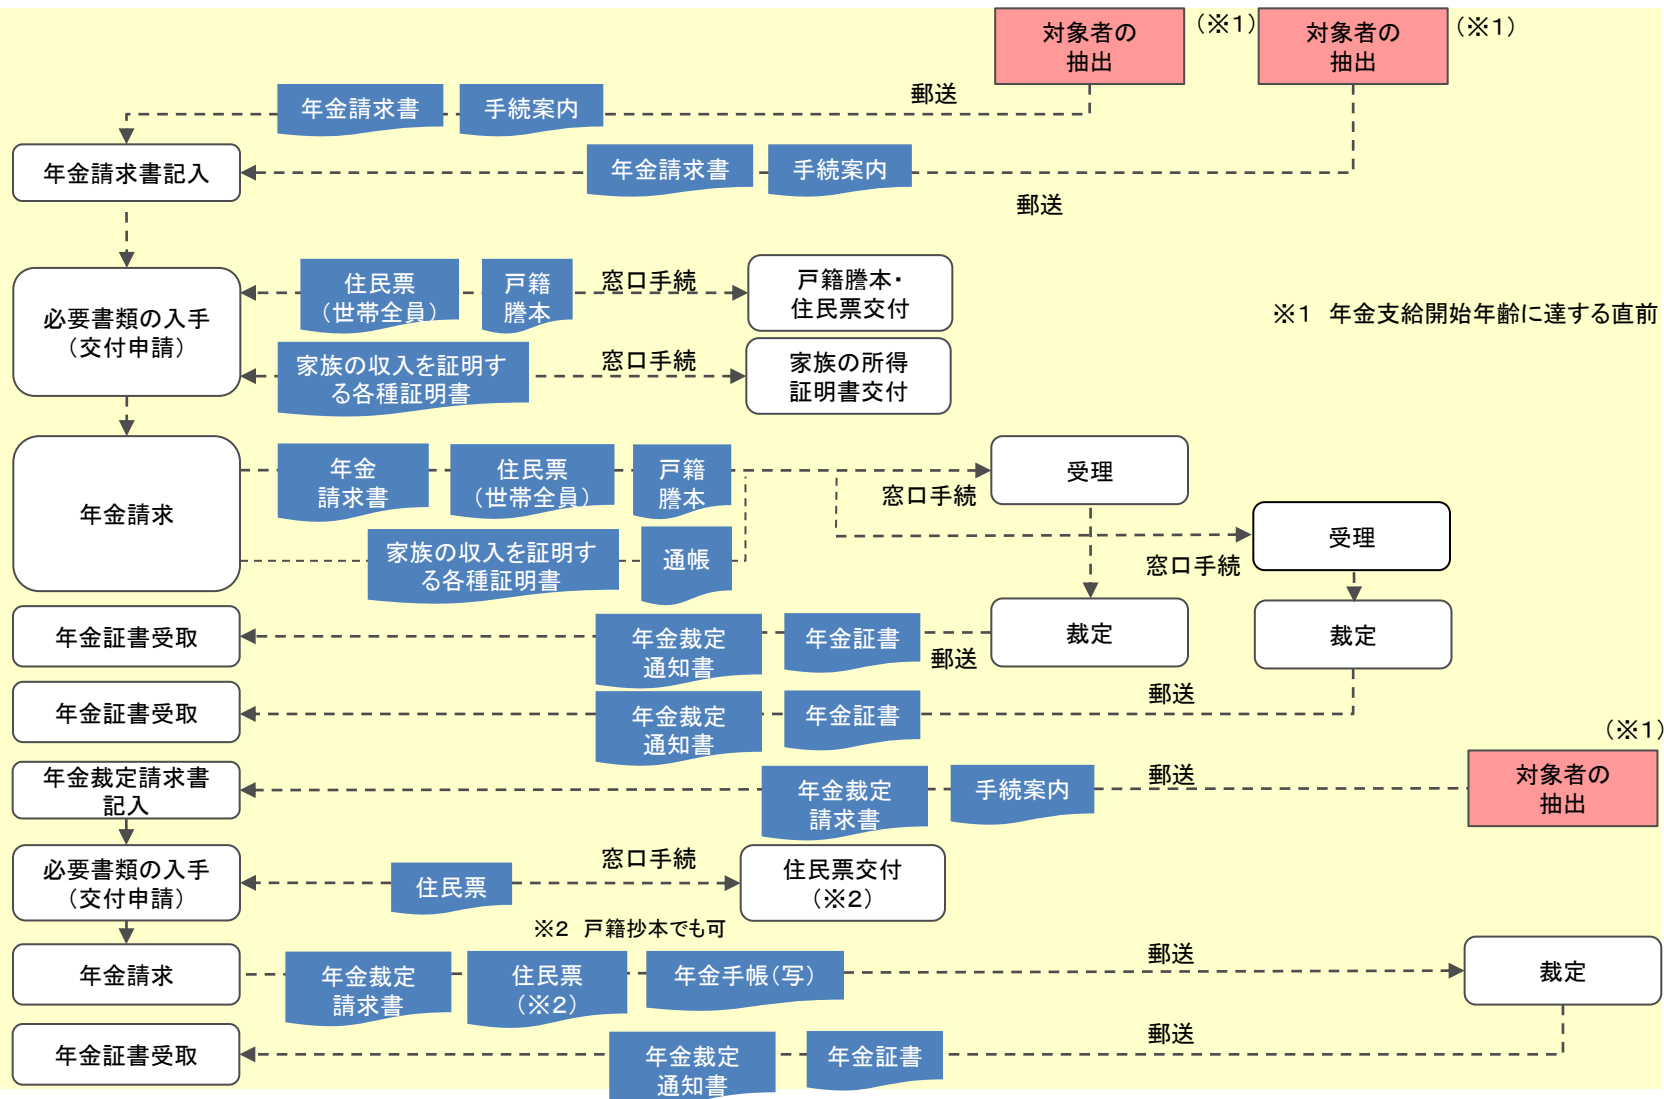 対象者の
抽出
(※1)
対象者の
抽出
(※1)
郵送
年金請求書
手続案内
年金請求書記入
年金請求書
手続案内
郵送
必要書類の入手
(交付申請)
住民票
(世帯全員)
戸籍
謄本
窓口手続
戸籍謄本・
住民票交付
※1 年金支給開始年齢に達する直前
家族の収入を証明す
る各種証明書
窓口手続
家族の所得
証明書交付
年金請求
年金
請求書
住民票
(世帯全員)
戸籍
謄本
窓口手続
受理
家族の収入を証明す
る各種証明書
通帳
窓口手続
受理
年金証書受取
年金裁定
通知書
年金証書
郵送
裁定
裁定
年金証書受取
年金裁定
通知書
年金証書
郵送
(※1)
年金裁定請求書
記入
年金裁定
請求書
手続案内
郵送
対象者の
抽出
必要書類の入手
(交付申請)
住民票
窓口手続
住民票交付
(※2)
※2 戸籍抄本でも可
年金請求
年金裁定
請求書
住民票
(※2)
年金手帳(写)
郵送
裁定
年金証書受取
年金裁定
通知書
年金証書
郵送